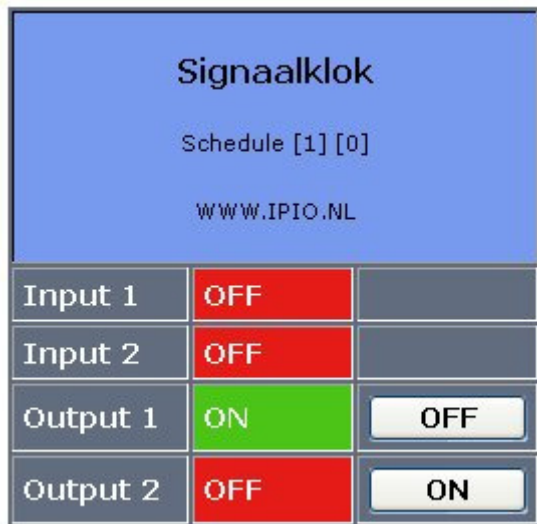 Signaalklok
Schedule [1] [0]
WWW.IPIO.NL
Input 1 OFF
Input 2 OFF
Output 1 ON OFF
Output 2 OFF ON